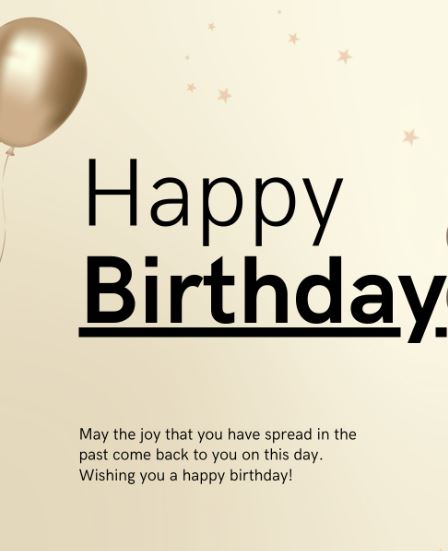 Happy
Birthday
May the joy that you have spread in the
past come back to you on this day.
Wishing you a happy birthday!